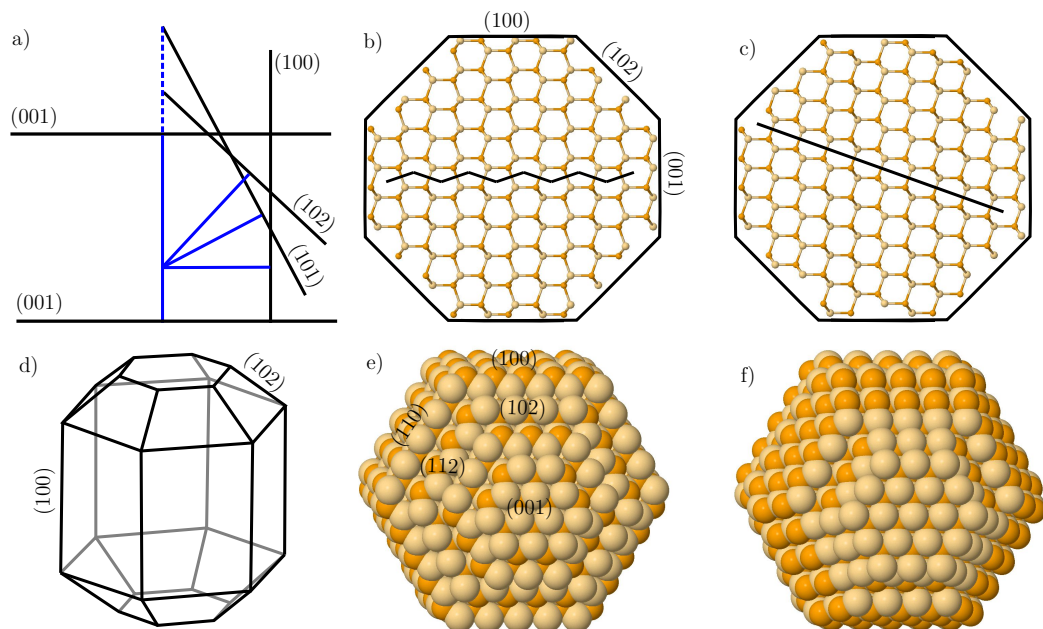 a)
(100)
(001)
(102)
(101)
(001)
b)
(100)
(102)
(001)
c)
d)
(102)
(100)
e)
(100)
(102)
(110)
(112)
(001)
f)